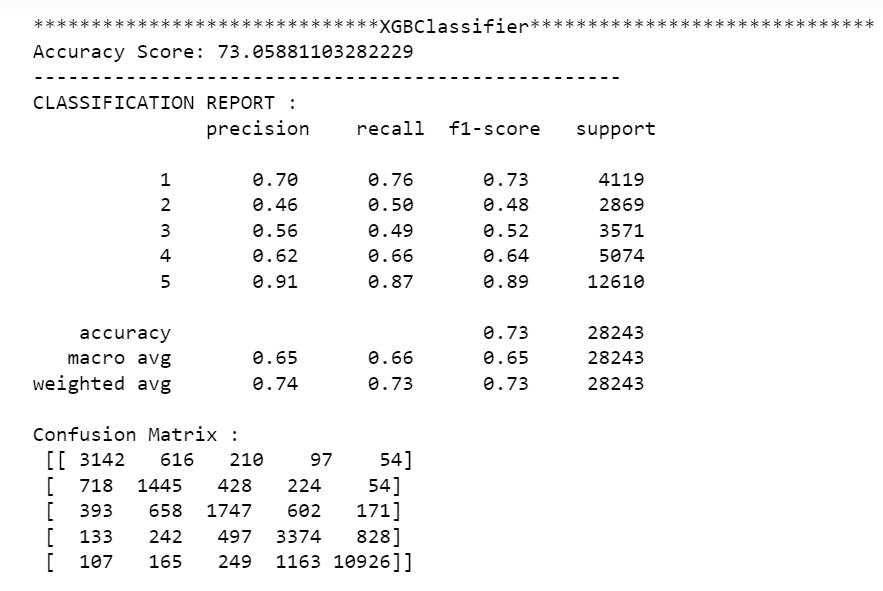 ******************************XGBClassifier******************************
Accuracy Score: 73.05881103282229
---------------------------------------------------
CLASSIFICATION REPORT :
precision recall f1-score support
1 0.70 0.76 0.73 4119
2 0.46 0.50 0.48 2869
3 0.56 0.49 0.52 3571
4 0.62 0.66 0.64 5074
5 0.91 0.87 0.89 12610
accuracy 0.73 28243
macro avg 0.65 0.66 0.65 28243
weighted avg 0.74 0.73 0.73 28243
Confusion Matrix :
[[ 3142 616 210 97 54]
[ 718 1445 428 224 54]
[ 393 658 1747 602 171]
[ 133 242 497 3374 828]
[ 107 165 249 1163 10926]]